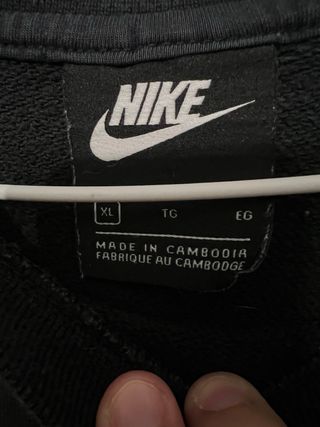 NIKE
XL TG EG
MADE IN CAMBODIA
FABRIQUE AU CAMBODGE